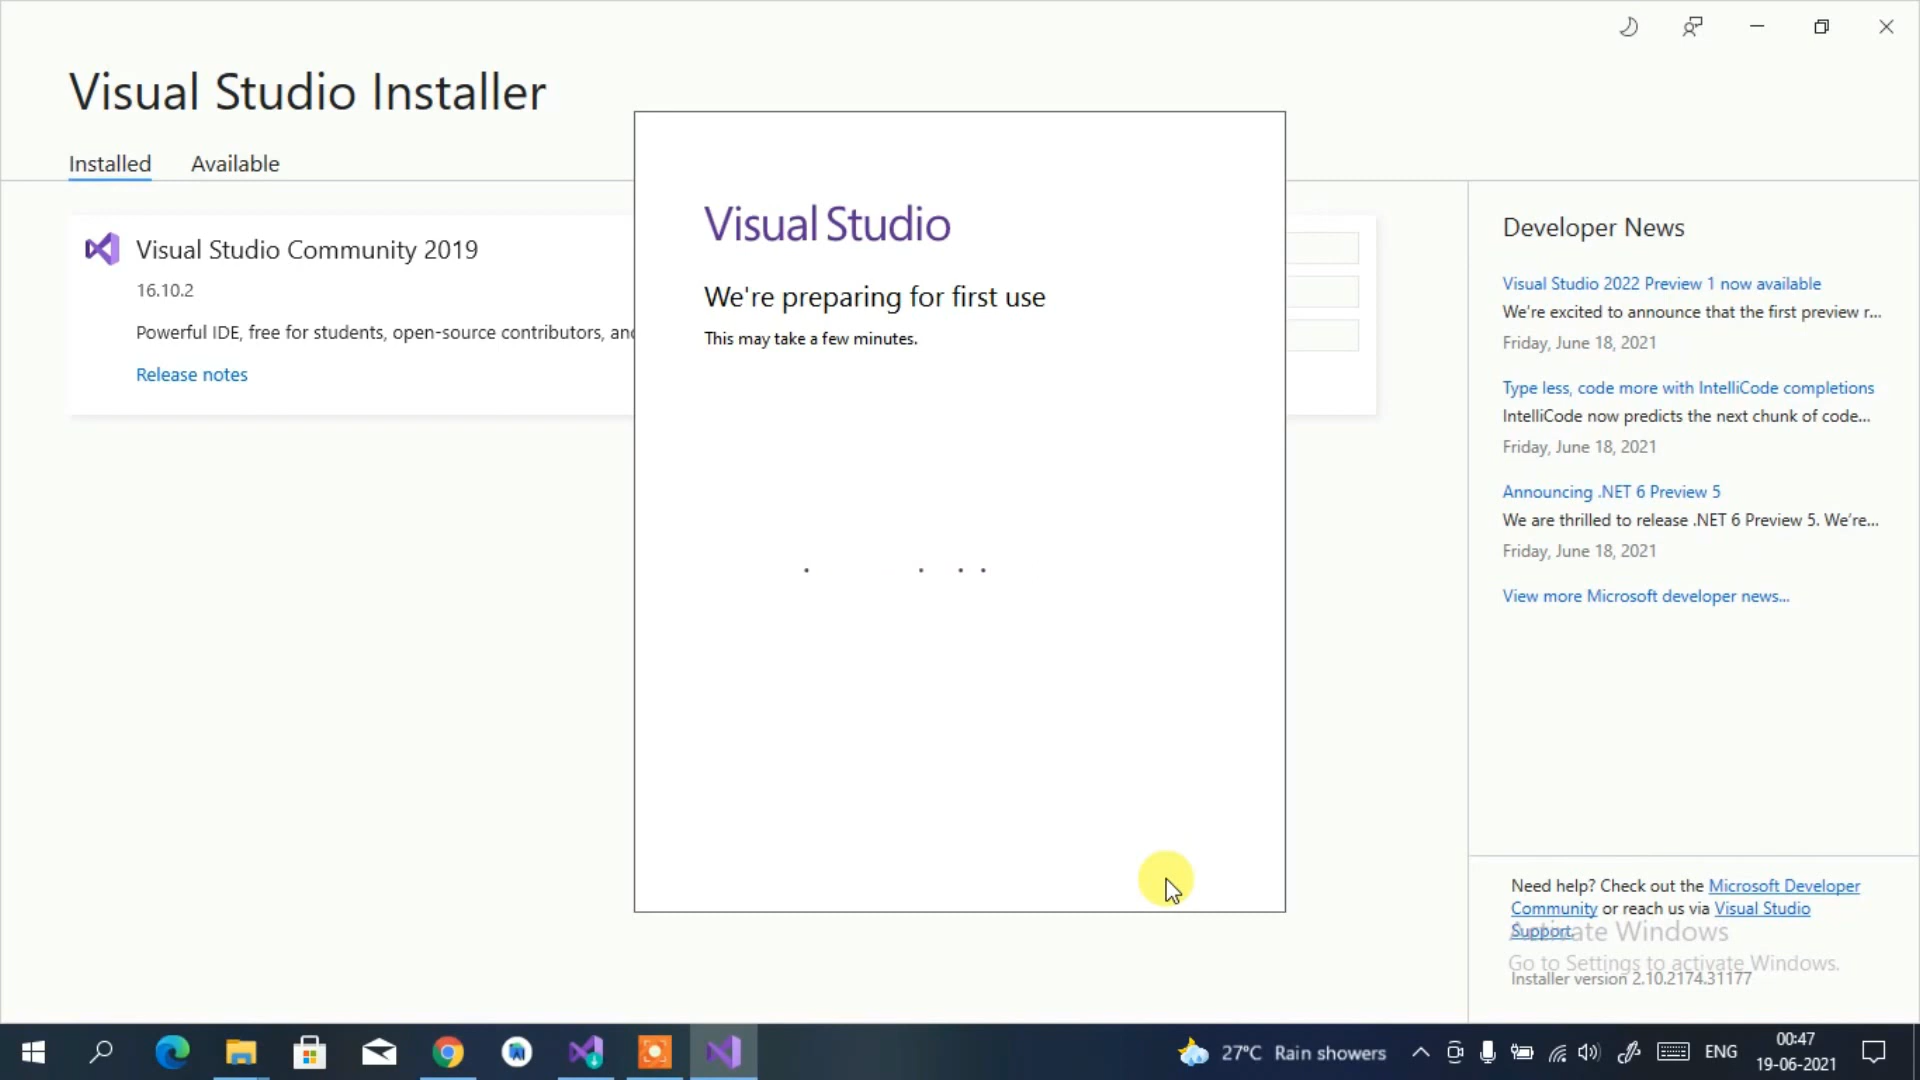 Visual Studio Installer
Installed
Available
Visual Studio Community 2019
16.10.2
Powerful IDE, free for students, open-source contributors, and
Release notes
Visual Studio
We're preparing for first use
This may take a few minutes.
Developer News
Visual Studio 2022 Preview 1 now available
We're excited to announce that the first preview r...
Friday, June 18, 2021
Type less, code more with IntelliCode completions
IntelliCode now predicts the next chunk of code...
Friday, June 18, 2021
Announcing .NET 6 Preview 5
We are thrilled to release .NET 6 Preview 5. We're...
Friday, June 18, 2021
View more Microsoft developer news...
Need help? Check out the Microsoft Developer
Community or reach us via Visual Studio
Support.
Activate Windows
Go to Settings to activate Windows.
Installer version 2.10.2174.31177
27°C Rain showers
ENG
00:47
19-06-2021